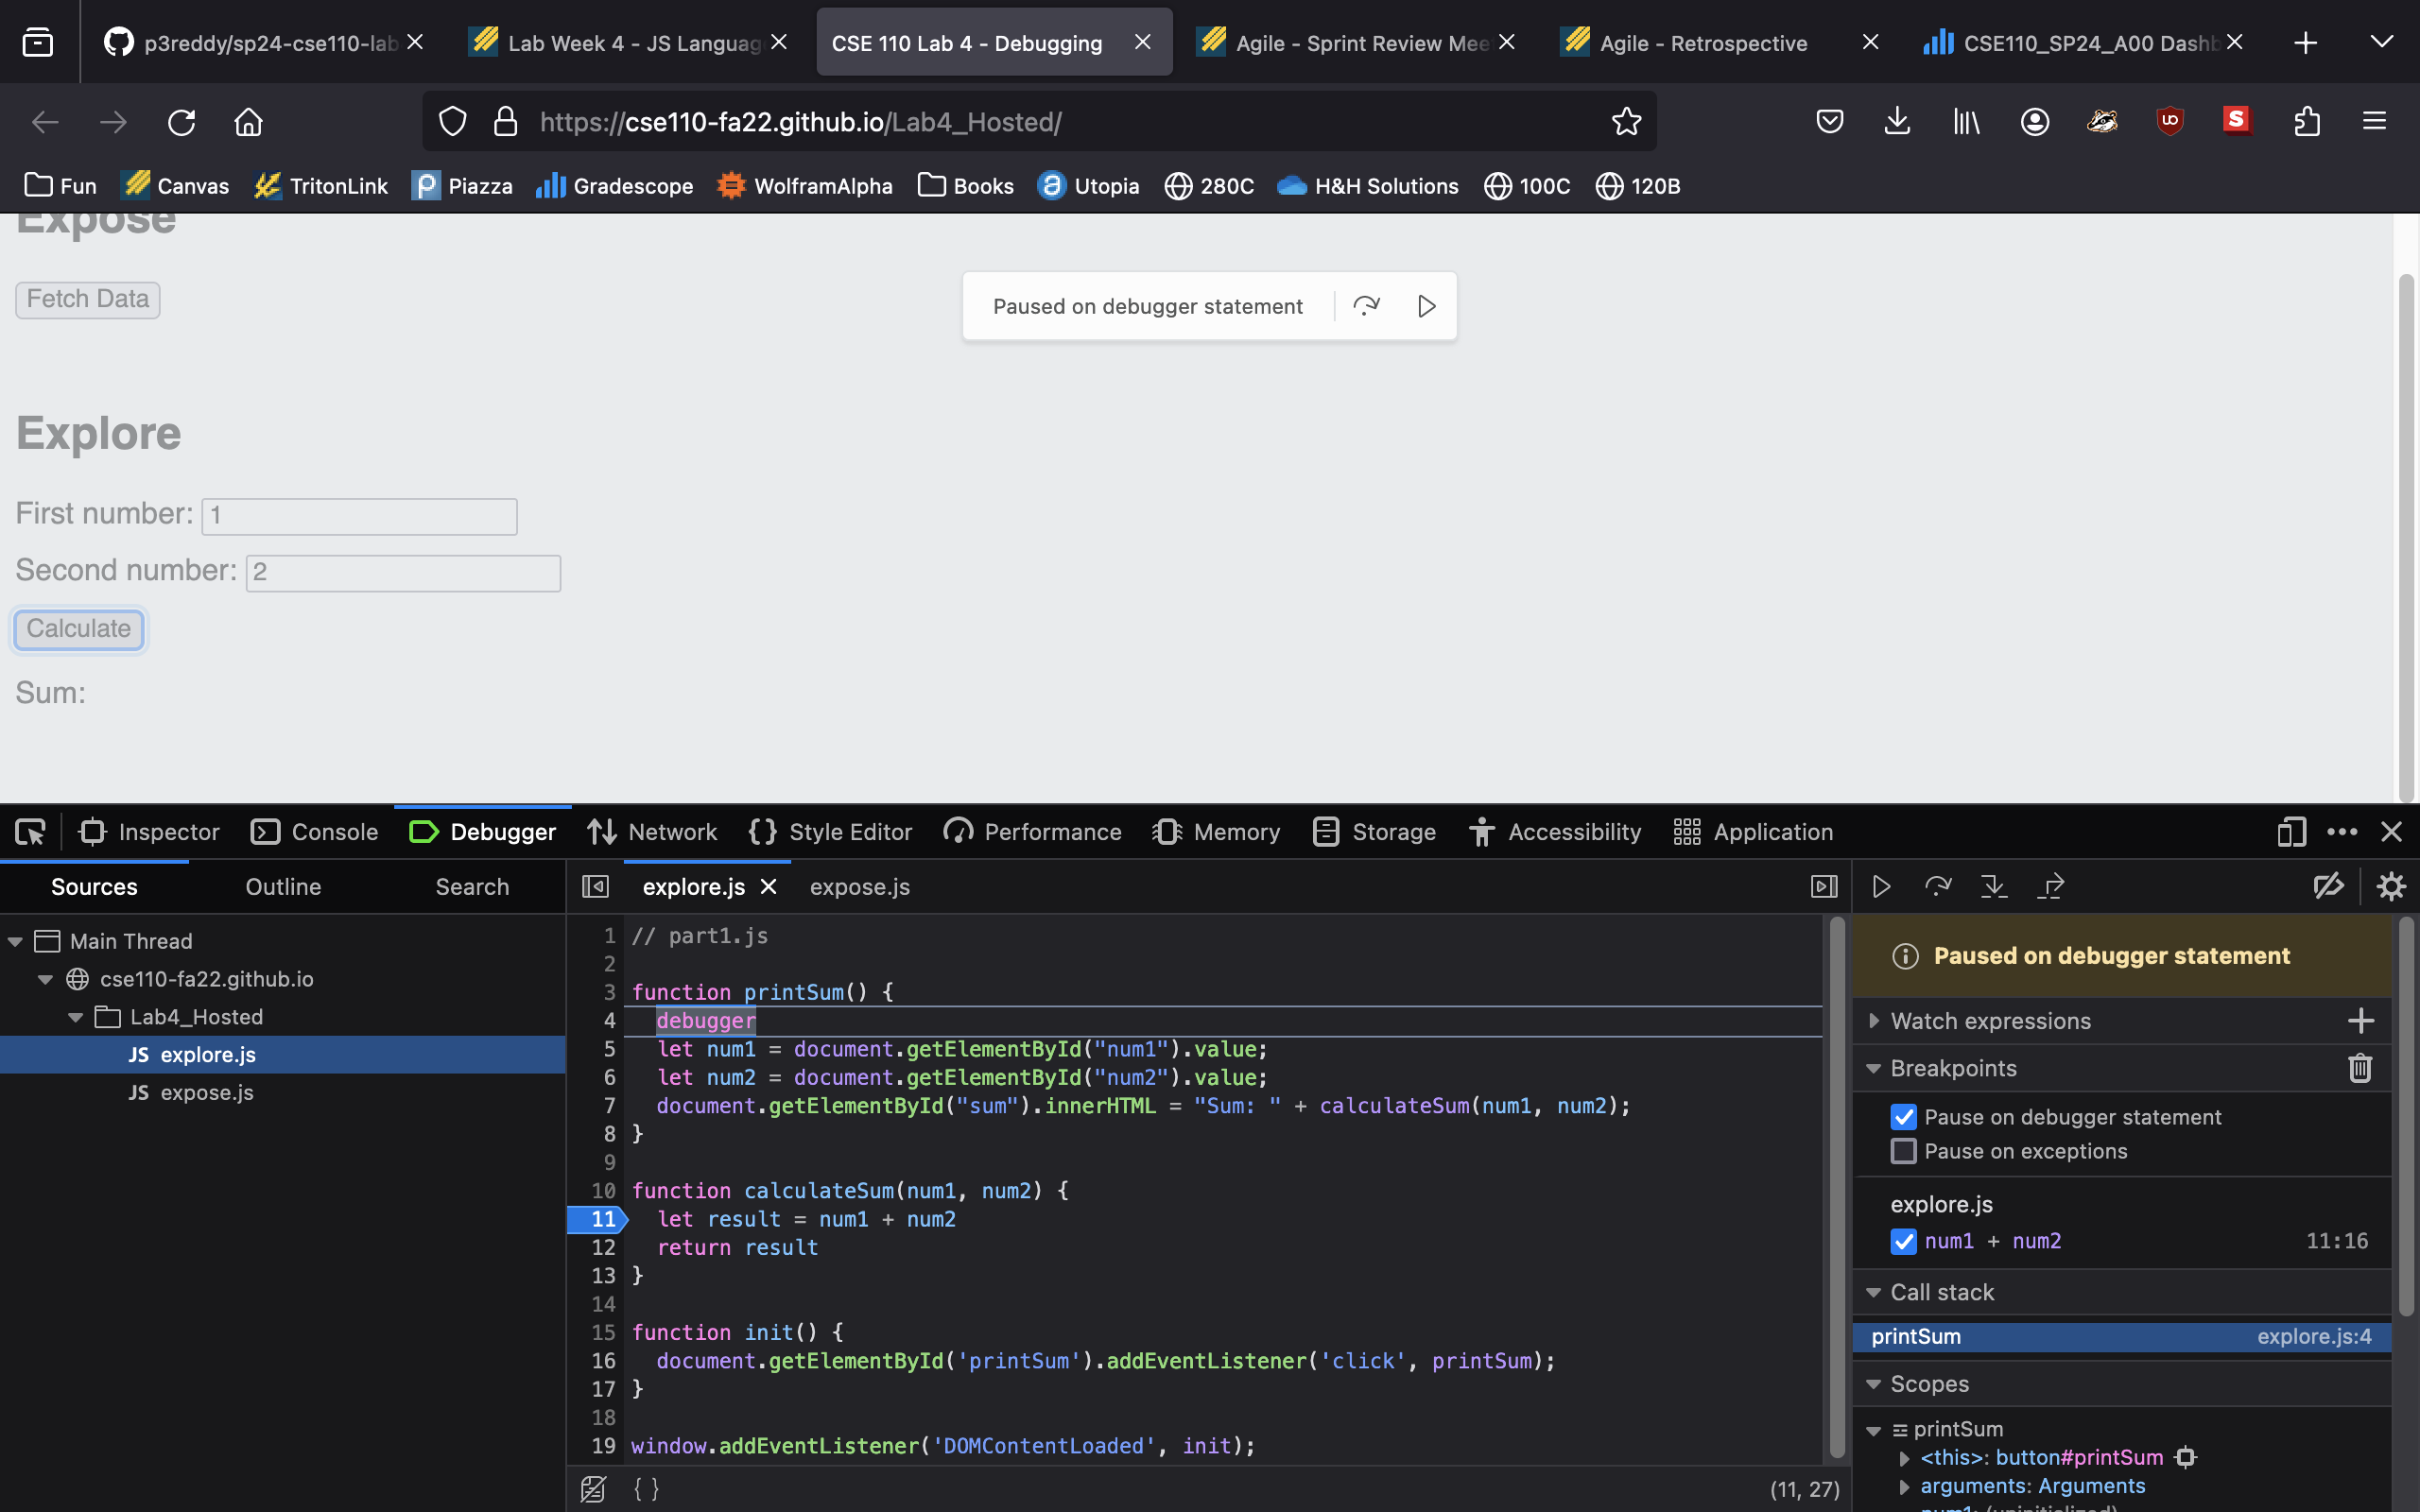 p3reddy/sp24-cse110-lab
Lab Week 4 - JS Languag
CSE 110 Lab 4 - Debugging
Agile - Sprint Review Mee
Agile - Retrospective
CSE110_SP24_A00 Dashb
https://cse110-fa22.github.io/Lab4_Hosted/
Fun
Canvas
TritonLink
Piazza
Gradescope
WolframAlpha
Books
Utopia
280C
H&H Solutions
100C
120B
Expose
Fetch Data
Paused on debugger statement
Explore
First number: 1
Second number: 2
Calculate
Sum:
Inspector
Console
Debugger
Network
Style Editor
Performance
Memory
Storage
Accessibility
Application
Sources
Outline
Search
Main Thread
cse110-fa22.github.io
Lab4_Hosted
JS explore.js
JS expose.js
explore.js
expose.js
1 // part1.js
2
3 function printSum() {
4 debugger
5 let num1 = document.getElementById("num1").value;
6 let num2 = document.getElementById("num2").value;
7 document.getElementById("sum").innerHTML = "Sum: " + calculateSum(num1, num2);
8 }
9
10 function calculateSum(num1, num2) {
11 let result = num1 + num2
12 return result
13 }
14
15 function init() {
16 document.getElementById('printSum').addEventListener('click', printSum);
17 }
18
19 window.addEventListener('DOMContentLoaded', init);
{ }
(11, 27)
Paused on debugger statement
Watch expressions
Breakpoints
Pause on debugger statement
Pause on exceptions
explore.js
num1 + num2 11:16
Call stack
printSum explore.js:4
Scopes
printSum
<this>: button#printSum
arguments: Arguments
num1: (uninitialized)